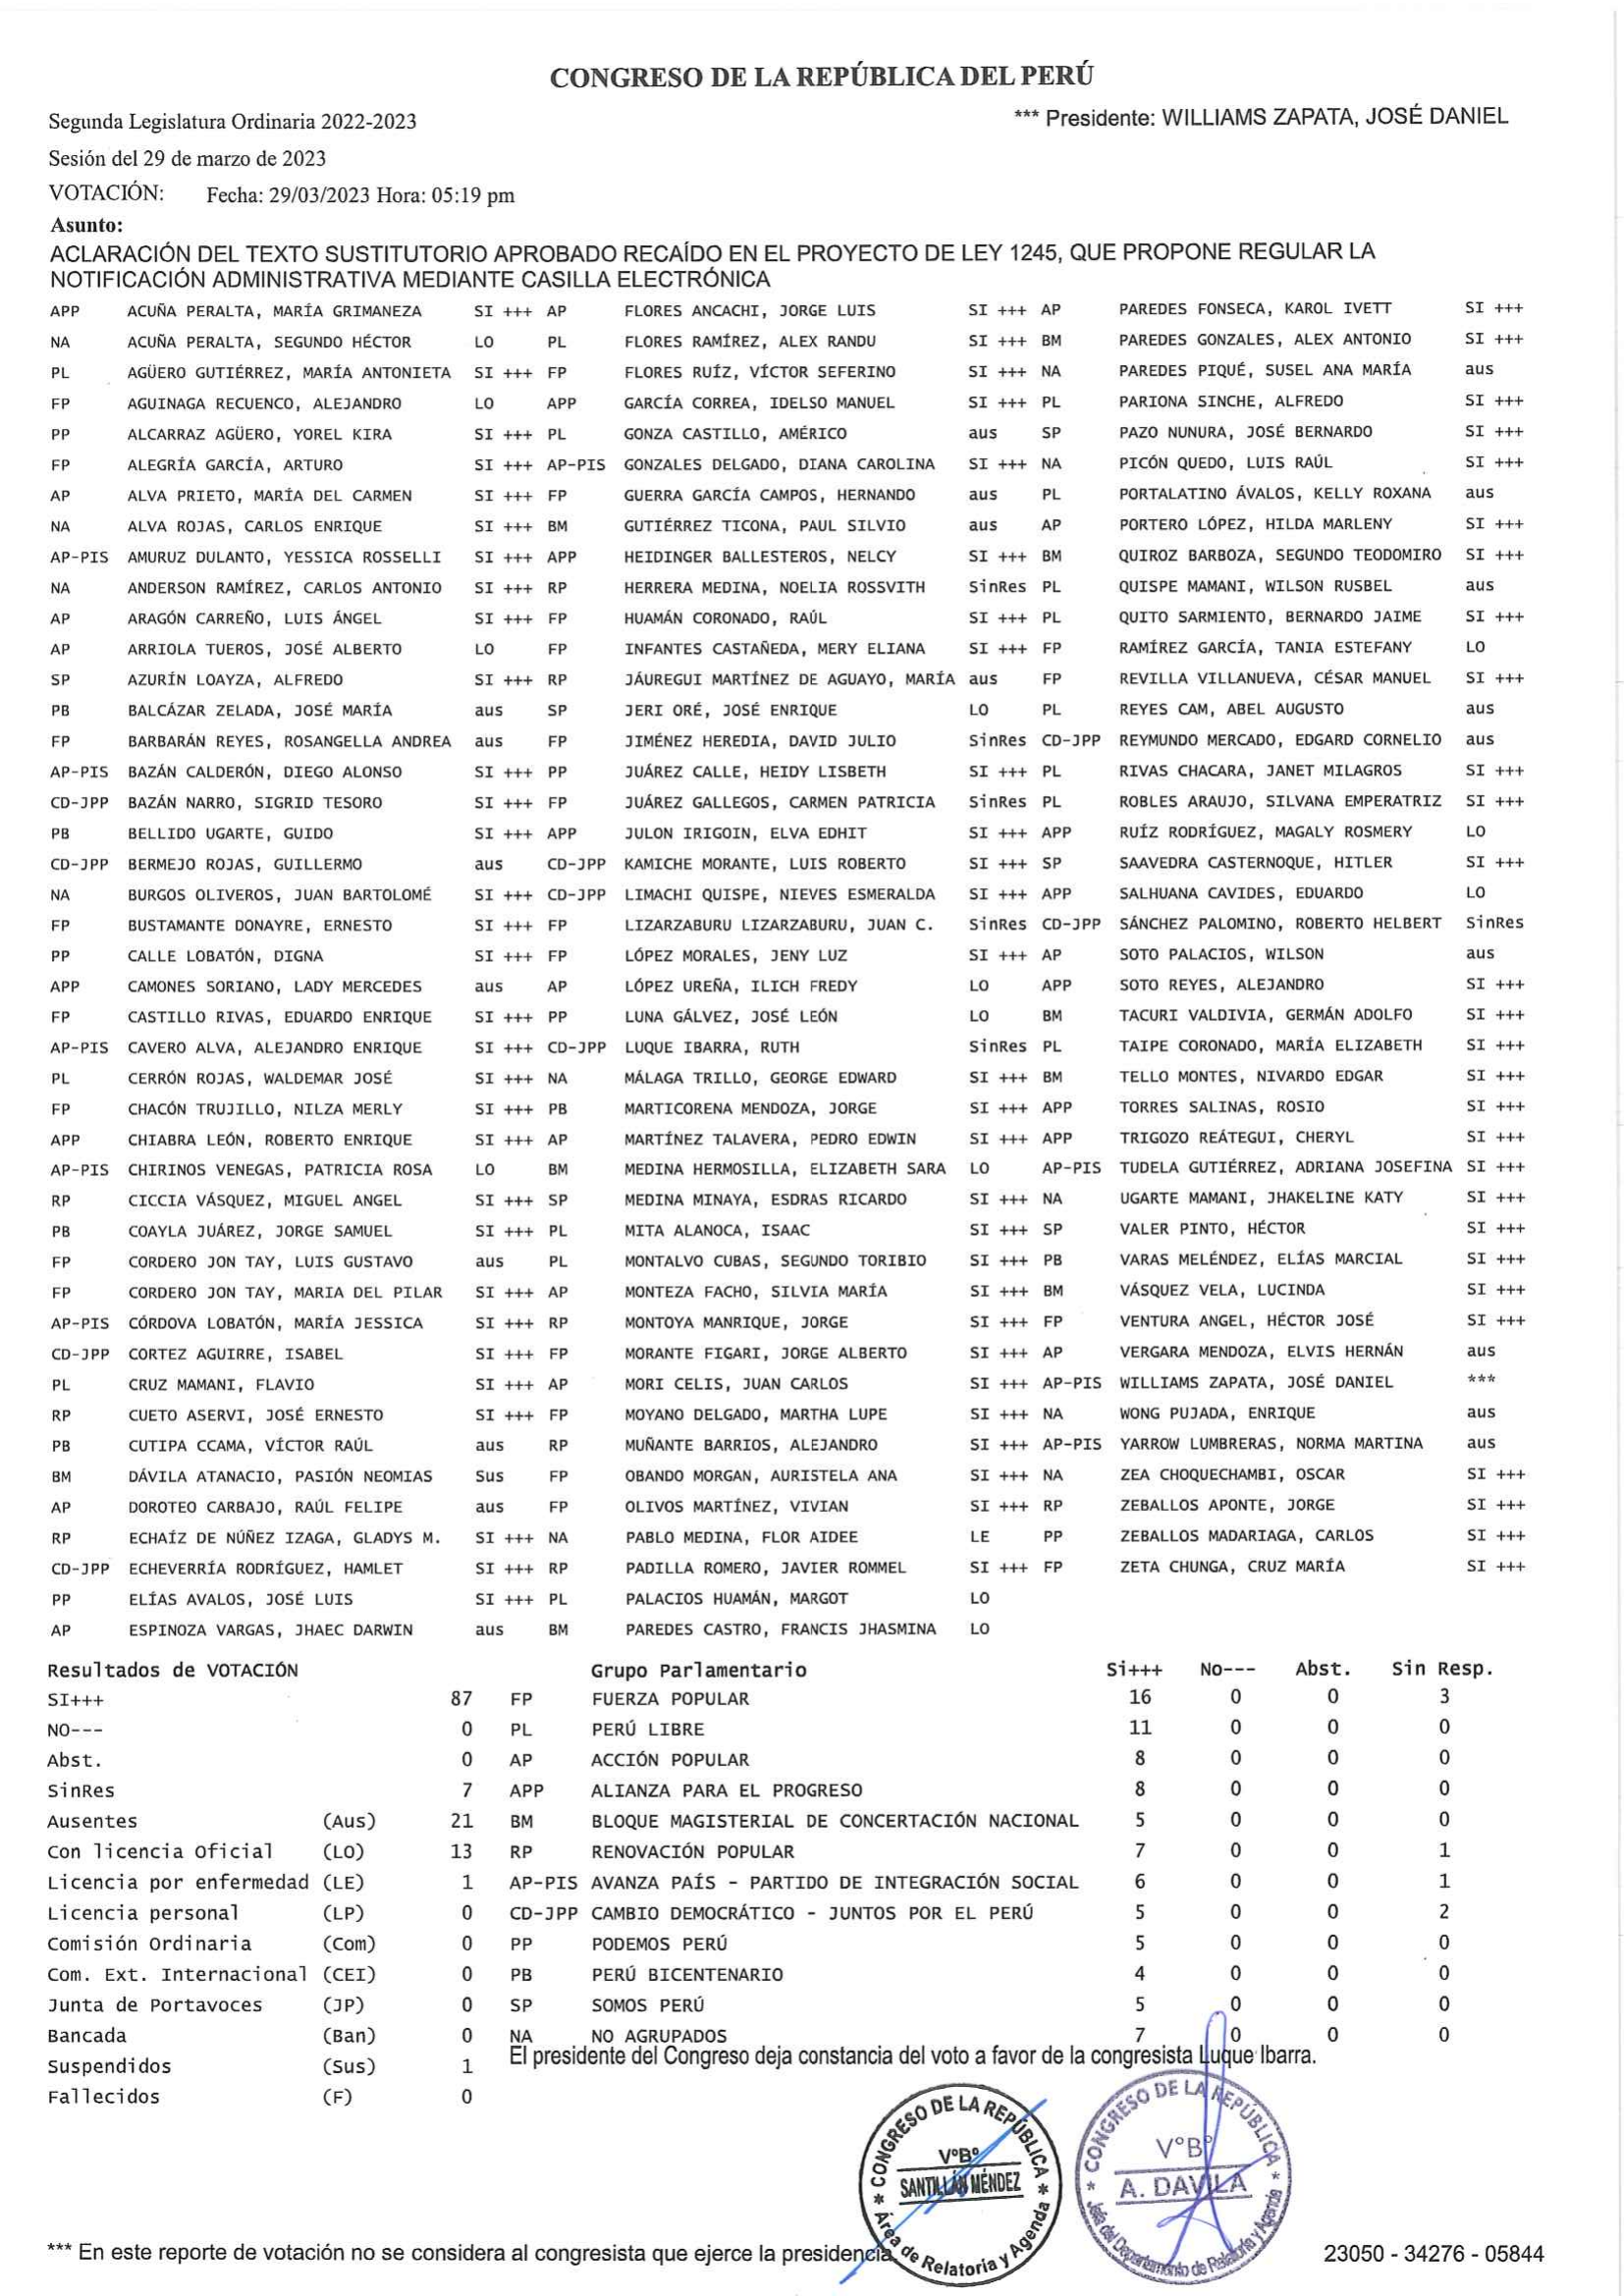 CONGRESO DE LA REPÚBLICA DEL PERÚ
Segunda Legislatura Ordinaria 2022-2023
*** Presidente: WILLIAMS ZAPATA, JOSÉ DANIEL
Sesión del 29 de marzo de 2023
VOTACIÓN: Fecha: 29/03/2023 Hora: 05:19 pm
Asunto:
ACLARACIÓN DEL TEXTO SUSTITUTORIO APROBADO RECAÍDO EN EL PROYECTO DE LEY 1245, QUE PROPONE REGULAR LA
NOTIFICACIÓN ADMINISTRATIVA MEDIANTE CASILLA ELECTRÓNICA
APP ACUÑA PERALTA, MARÍA GRIMANEZA SI +++ AP FLORES ANCACHI, JORGE LUIS SI +++ AP PAREDES FONSECA, KAROL IVETT SI +++
NA ACUÑA PERALTA, SEGUNDO HÉCTOR LO PL FLORES RAMÍREZ, ALEX RANDU SI +++ BM PAREDES GONZALES, ALEX ANTONIO SI +++
PL AGÜERO GUTIÉRREZ, MARÍA ANTONIETA SI +++ FP FLORES RUÍZ, VÍCTOR SEFERINO SI +++ NA PAREDES PIQUÉ, SUSEL ANA MARÍA aus
FP AGUINAGA RECUENCO, ALEJANDRO LO APP GARCÍA CORREA, IDELSO MANUEL SI +++ PL PARIONA SINCHE, ALFREDO SI +++
PP ALCARRAZ AGÜERO, YOREL KIRA SI +++ PL GONZA CASTILLO, AMÉRICO aus SP PAZO NUNURA, JOSÉ BERNARDO SI +++
FP ALEGRÍA GARCÍA, ARTURO SI +++ AP-PIS GONZALES DELGADO, DIANA CAROLINA SI +++ NA PICÓN QUEDO, LUIS RAÚL SI +++
AP ALVA PRIETO, MARÍA DEL CARMEN SI +++ FP GUERRA GARCÍA CAMPOS, HERNANDO aus PL PORTALATINO ÁVALOS, KELLY ROXANA aus
NA ALVA ROJAS, CARLOS ENRIQUE SI +++ BM GUTIÉRREZ TICONA, PAUL SILVIO aus AP PORTERO LÓPEZ, HILDA MARLENY SI +++
AP-PIS AMURUZ DULANTO, YESSICA ROSSELLI SI +++ APP HEIDINGER BALLESTEROS, NELCY SI +++ BM QUIROZ BARBOZA, SEGUNDO TEODOMIRO SI +++
NA ANDERSON RAMÍREZ, CARLOS ANTONIO SI +++ RP HERRERA MEDINA, NOELIA ROSSVITH SinRes PL QUISPE MAMANI, WILSON RUSBEL aus
AP ARAGÓN CARREÑO, LUIS ÁNGEL SI +++ FP HUAMÁN CORONADO, RAÚL SI +++ PL QUITO SARMIENTO, BERNARDO JAIME SI +++
AP ARRIOLA TUEROS, JOSÉ ALBERTO LO FP INFANTES CASTAÑEDA, MERY ELIANA SI +++ FP RAMÍREZ GARCÍA, TANIA ESTEFANY LO
SP AZURÍN LOAYZA, ALFREDO SI +++ RP JÁUREGUI MARTÍNEZ DE AGUAYO, MARÍA aus FP REVILLA VILLANUEVA, CÉSAR MANUEL SI +++
PB BALCÁZAR ZELADA, JOSÉ MARÍA aus SP JERI ORÉ, JOSÉ ENRIQUE LO PL REYES CAM, ABEL AUGUSTO aus
FP BARBARÁN REYES, ROSANGELLA ANDREA aus FP JIMÉNEZ HEREDIA, DAVID JULIO SinRes CD-JPP REYMUNDO MERCADO, EDGARD CORNELIO aus
AP-PIS BAZÁN CALDERÓN, DIEGO ALONSO SI +++ PP JUÁREZ CALLE, HEIDY LISBETH SI +++ PL RIVAS CHACARA, JANET MILAGROS SI +++
CD-JPP BAZÁN NARRO, SIGRID TESORO SI +++ FP JUÁREZ GALLEGOS, CARMEN PATRICIA SinRes PL ROBLES ARAUJO, SILVANA EMPERATRIZ SI +++
PB BELLIDO UGARTE, GUIDO SI +++ APP JULON IRIGOIN, ELVA EDHIT SI +++ APP RUÍZ RODRÍGUEZ, MAGALY ROSMERY LO
CD-JPP BERMEJO ROJAS, GUILLERMO aus CD-JPP KAMICHE MORANTE, LUIS ROBERTO SI +++ SP SAAVEDRA CASTERNOQUE, HITLER SI +++
NA BURGOS OLIVEROS, JUAN BARTOLOMÉ SI +++ CD-JPP LIMACHI QUISPE, NIEVES ESMERALDA SI +++ APP SALHUANA CAVIDES, EDUARDO LO
FP BUSTAMANTE DONAYRE, ERNESTO SI +++ FP LIZARZABURU LIZARZABURU, JUAN C. SinRes CD-JPP SÁNCHEZ PALOMINO, ROBERTO HELBERT SinRes
PP CALLE LOBATÓN, DIGNA SI +++ FP LÓPEZ MORALES, JENY LUZ SI +++ AP SOTO PALACIOS, WILSON aus
APP CAMONES SORIANO, LADY MERCEDES aus AP LÓPEZ UREÑA, ILICH FREDY LO APP SOTO REYES, ALEJANDRO SI +++
FP CASTILLO RIVAS, EDUARDO ENRIQUE SI +++ PP LUNA GÁLVEZ, JOSÉ LEÓN LO BM TACURI VALDIVIA, GERMÁN ADOLFO SI +++
AP-PIS CAVERO ALVA, ALEJANDRO ENRIQUE SI +++ CD-JPP LUQUE IBARRA, RUTH SinRes PL TAIPE CORONADO, MARÍA ELIZABETH SI +++
PL CERRÓN ROJAS, WALDEMAR JOSÉ SI +++ NA MÁLAGA TRILLO, GEORGE EDWARD SI +++ BM TELLO MONTES, NIVARDO EDGAR SI +++
FP CHACÓN TRUJILLO, NILZA MERLY SI +++ PB MARTICORENA MENDOZA, JORGE SI +++ APP TORRES SALINAS, ROSIO SI +++
APP CHIABRA LEÓN, ROBERTO ENRIQUE SI +++ AP MARTÍNEZ TALAVERA, PEDRO EDWIN SI +++ APP TRIGOZO REÁTEGUI, CHERYL SI +++
AP-PIS CHIRINOS VENEGAS, PATRICIA ROSA LO BM MEDINA HERMOSILLA, ELIZABETH SARA LO AP-PIS TUDELA GUTIÉRREZ, ADRIANA JOSEFINA SI +++
RP CICCIA VÁSQUEZ, MIGUEL ANGEL SI +++ SP MEDINA MINAYA, ESDRAS RICARDO SI +++ NA UGARTE MAMANI, JHAKELINE KATY SI +++
PB COAYLA JUÁREZ, JORGE SAMUEL SI +++ PL MITA ALANOCA, ISAAC SI +++ SP VALER PINTO, HÉCTOR SI +++
FP CORDERO JON TAY, LUIS GUSTAVO aus PL MONTALVO CUBAS, SEGUNDO TORIBIO SI +++ PB VARAS MELÉNDEZ, ELÍAS MARCIAL SI +++
FP CORDERO JON TAY, MARIA DEL PILAR SI +++ AP MONTEZA FACHO, SILVIA MARÍA SI +++ BM VÁSQUEZ VELA, LUCINDA SI +++
AP-PIS CÓRDOVA LOBATÓN, MARÍA JESSICA SI +++ RP MONTOYA MANRIQUE, JORGE SI +++ FP VENTURA ANGEL, HÉCTOR JOSÉ SI +++
CD-JPP CORTEZ AGUIRRE, ISABEL SI +++ FP MORANTE FIGARI, JORGE ALBERTO SI +++ AP VERGARA MENDOZA, ELVIS HERNÁN aus
PL CRUZ MAMANI, FLAVIO SI +++ AP MORI CELIS, JUAN CARLOS SI +++ AP-PIS WILLIAMS ZAPATA, JOSÉ DANIEL ***
RP CUETO ASERVI, JOSÉ ERNESTO SI +++ FP MOYANO DELGADO, MARTHA LUPE SI +++ NA WONG PUJADA, ENRIQUE aus
PB CUTIPA CCAMA, VÍCTOR RAÚL aus RP MUÑANTE BARRIOS, ALEJANDRO SI +++ AP-PIS YARROW LUMBRERAS, NORMA MARTINA aus
BM DÁVILA ATANACIO, PASIÓN NEOMIAS Sus FP OBANDO MORGAN, AURISTELA ANA SI +++ NA ZEA CHOQUECHAMBI, OSCAR SI +++
AP DOROTEO CARBAJO, RAÚL FELIPE aus FP OLIVOS MARTÍNEZ, VIVIAN SI +++ RP ZEBALLOS APONTE, JORGE SI +++
RP ECHAÍZ DE NÚÑEZ IZAGA, GLADYS M. SI +++ NA PABLO MEDINA, FLOR AIDEE LE PP ZEBALLOS MADARIAGA, CARLOS SI +++
CD-JPP ECHEVERRÍA RODRÍGUEZ, HAMLET SI +++ RP PADILLA ROMERO, JAVIER ROMMEL SI +++ FP ZETA CHUNGA, CRUZ MARÍA SI +++
PP ELÍAS AVALOS, JOSÉ LUIS SI +++ PL PALACIOS HUAMÁN, MARGOT LO
AP ESPINOZA VARGAS, JHAEC DARWIN aus BM PAREDES CASTRO, FRANCIS JHASMINA LO
Resultados de VOTACIÓN Grupo Parlamentario Si+++ No--- Abst. Sin Resp.
SI+++ 87 FP FUERZA POPULAR 16 0 0 3
NO--- 0 PL PERÚ LIBRE 11 0 0 0
Abst. 0 AP ACCIÓN POPULAR 8 0 0 0
SinRes 7 APP ALIANZA PARA EL PROGRESO 8 0 0 0
Ausentes (Aus) 21 BM BLOQUE MAGISTERIAL DE CONCERTACIÓN NACIONAL 5 0 0 0
Con licencia Oficial (LO) 13 RP RENOVACIÓN POPULAR 7 0 0 1
Licencia por enfermedad (LE) 1 AP-PIS AVANZA PAÍS - PARTIDO DE INTEGRACIÓN SOCIAL 6 0 0 1
Licencia personal (LP) 0 CD-JPP CAMBIO DEMOCRÁTICO - JUNTOS POR EL PERÚ 5 0 0 2
Comisión Ordinaria (Com) 0 PP PODEMOS PERÚ 5 0 0 0
Com. Ext. Internacional (CEI) 0 PB PERÚ BICENTENARIO 4 0 0 0
Junta de Portavoces (JP) 0 SP SOMOS PERÚ 5 0 0 0
Bancada (Ban) 0 NA NO AGRUPADOS 7 0 0 0
El presidente del Congreso deja constancia del voto a favor de la congresista Luque Ibarra.
Suspendidos (Sus) 1
Fallecidos (F) 0
* CONGRESO DE LA REPÚBLICA *
V°B°
SANTILLÁN MÉNDEZ
Área de Relatoría y Agenda
* CONGRESO DE LA REPÚBLICA *
V°B°
A. DAVILA
Jefe del Departamento de Relatoría y Agenda
*** En este reporte de votación no se considera al congresista que ejerce la presidencia
23050 - 34276 - 05844